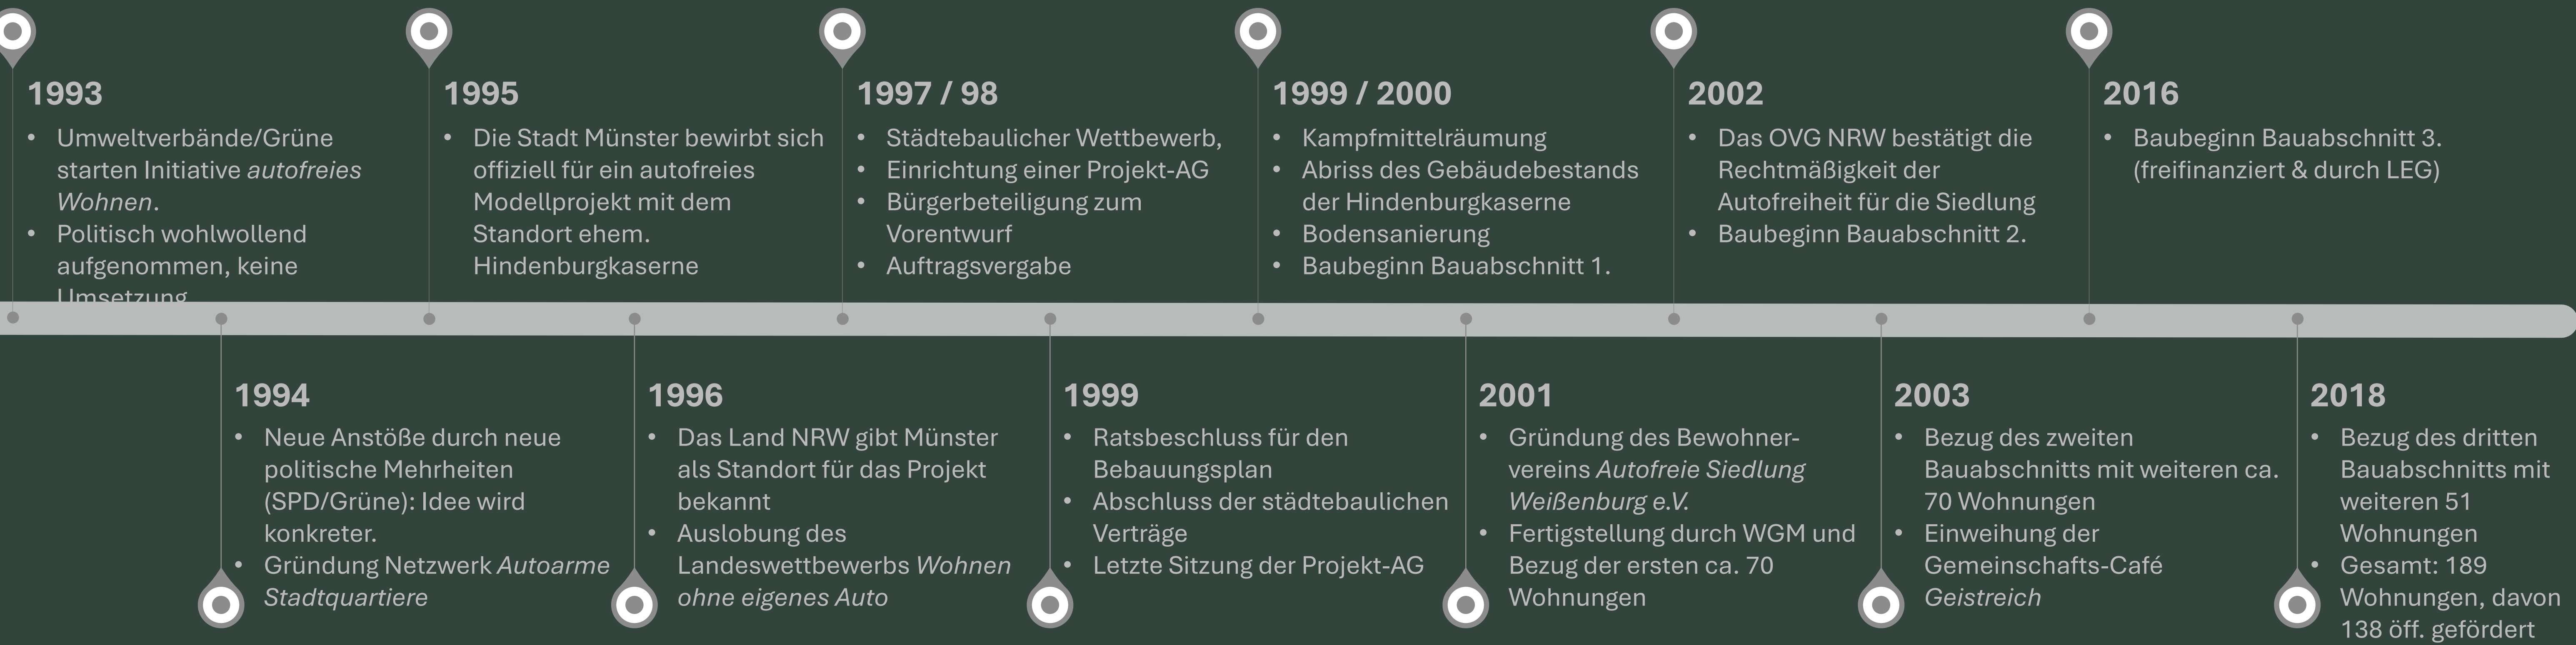 1993
• Umweltverbände/Grüne
starten Initiative autofreies
Wohnen.
• Politisch wohlwollend
aufgenommen, keine
Umsetzung
1994
• Neue Anstöße durch neue
politische Mehrheiten
(SPD/Grüne): Idee wird
konkreter.
• Gründung Netzwerk Autoarme
Stadtquartiere
1995
• Die Stadt Münster bewirbt sich
offiziell für ein autofreies
Modellprojekt mit dem
Standort ehem.
Hindenburgkaserne
1996
• Das Land NRW gibt Münster
als Standort für das Projekt
bekannt
• Auslobung des
Landeswettbewerbs Wohnen
ohne eigenes Auto
1997 / 98
• Städtebaulicher Wettbewerb,
• Einrichtung einer Projekt-AG
• Bürgerbeteiligung zum
Vorentwurf
• Auftragsvergabe
1999
• Ratsbeschluss für den
Bebauungsplan
• Abschluss der städtebaulichen
Verträge
• Letzte Sitzung der Projekt-AG
1999 / 2000
• Kampfmittelräumung
• Abriss des Gebäudebestands
der Hindenburgkaserne
• Bodensanierung
• Baubeginn Bauabschnitt 1.
2001
• Gründung des Bewohner-
vereins Autofreie Siedlung
Weißenburg e.V.
• Fertigstellung durch WGM und
Bezug der ersten ca. 70
Wohnungen
2002
• Das OVG NRW bestätigt die
Rechtmäßigkeit der
Autofreiheit für die Siedlung
• Baubeginn Bauabschnitt 2.
2003
• Bezug des zweiten
Bauabschnitts mit weiteren ca.
70 Wohnungen
• Einweihung der
Gemeinschafts-Café
Geistreich
2016
• Baubeginn Bauabschnitt 3.
(freifinanziert & durch LEG)
2018
• Bezug des dritten
Bauabschnitts mit
weiteren 51
Wohnungen
• Gesamt: 189
Wohnungen, davon
138 öff. gefördert